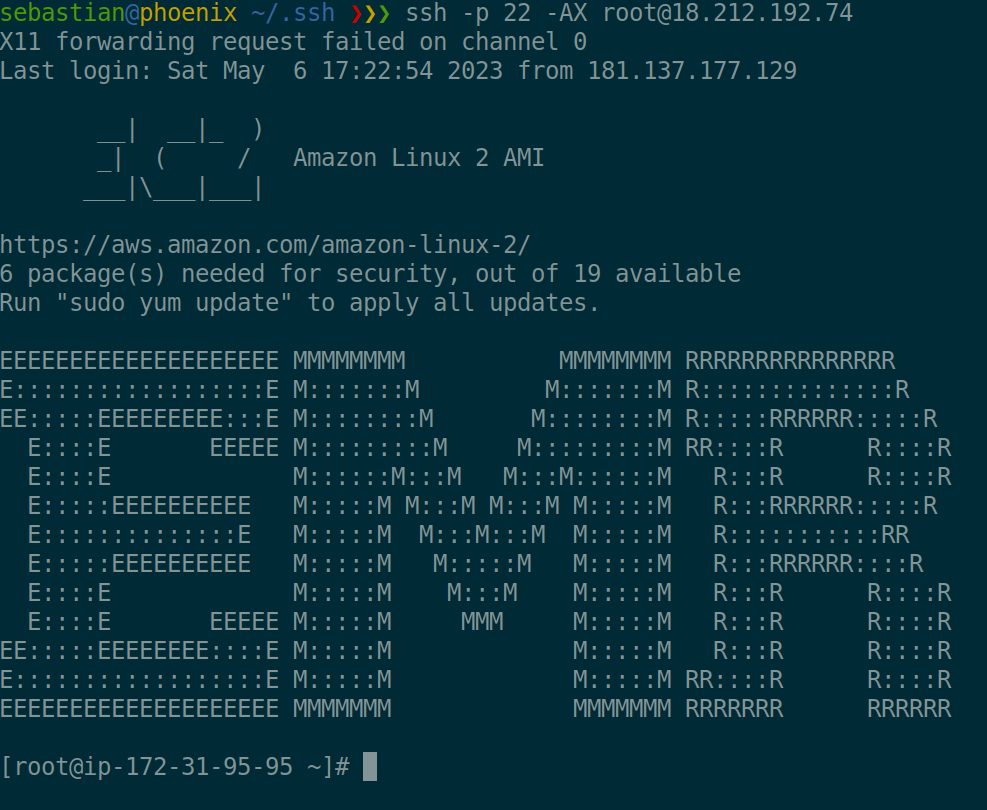 sebastian@phoenix ~/.ssh ❯❯❯ ssh -p 22 -AX root@18.212.192.74
X11 forwarding request failed on channel 0
Last login: Sat May  6 17:22:54 2023 from 181.137.177.129

       __|  __|_  )
       _|  (     /   Amazon Linux 2 AMI
      ___|\___|___|

https://aws.amazon.com/amazon-linux-2/
6 package(s) needed for security, out of 19 available
Run "sudo yum update" to apply all updates.

EEEEEEEEEEEEEEEEEEEE MMMMMMMM           MMMMMMMM RRRRRRRRRRRRRRR
E::::::::::::::::::E M:::::::M         M:::::::M R::::::::::::::R
EE:::::EEEEEEEEE:::E M::::::::M       M::::::::M R:::::RRRRRR:::::R
  E::::E       EEEEE M:::::::::M     M:::::::::M RR::::R      R::::R
  E::::E             M::::::M:::M   M:::M::::::M   R:::R      R::::R
  E:::::EEEEEEEEEE   M:::::M M:::M M:::M M:::::M   R:::RRRRRR:::::R
  E::::::::::::::E   M:::::M  M:::M:::M  M:::::M   R:::::::::::RR
  E:::::EEEEEEEEEE   M:::::M   M:::::M   M:::::M   R:::RRRRRR::::R
  E::::E             M:::::M    M:::M    M:::::M   R:::R      R::::R
  E::::E       EEEEE M:::::M     MMM     M:::::M   R:::R      R::::R
EE:::::EEEEEEEE::::E M:::::M             M:::::M   R:::R      R::::R
E::::::::::::::::::E M:::::M             M:::::M RR::::R      R::::R
EEEEEEEEEEEEEEEEEEEE MMMMMMM             MMMMMMM RRRRRRR      RRRRRR

[root@ip-172-31-95-95 ~]#